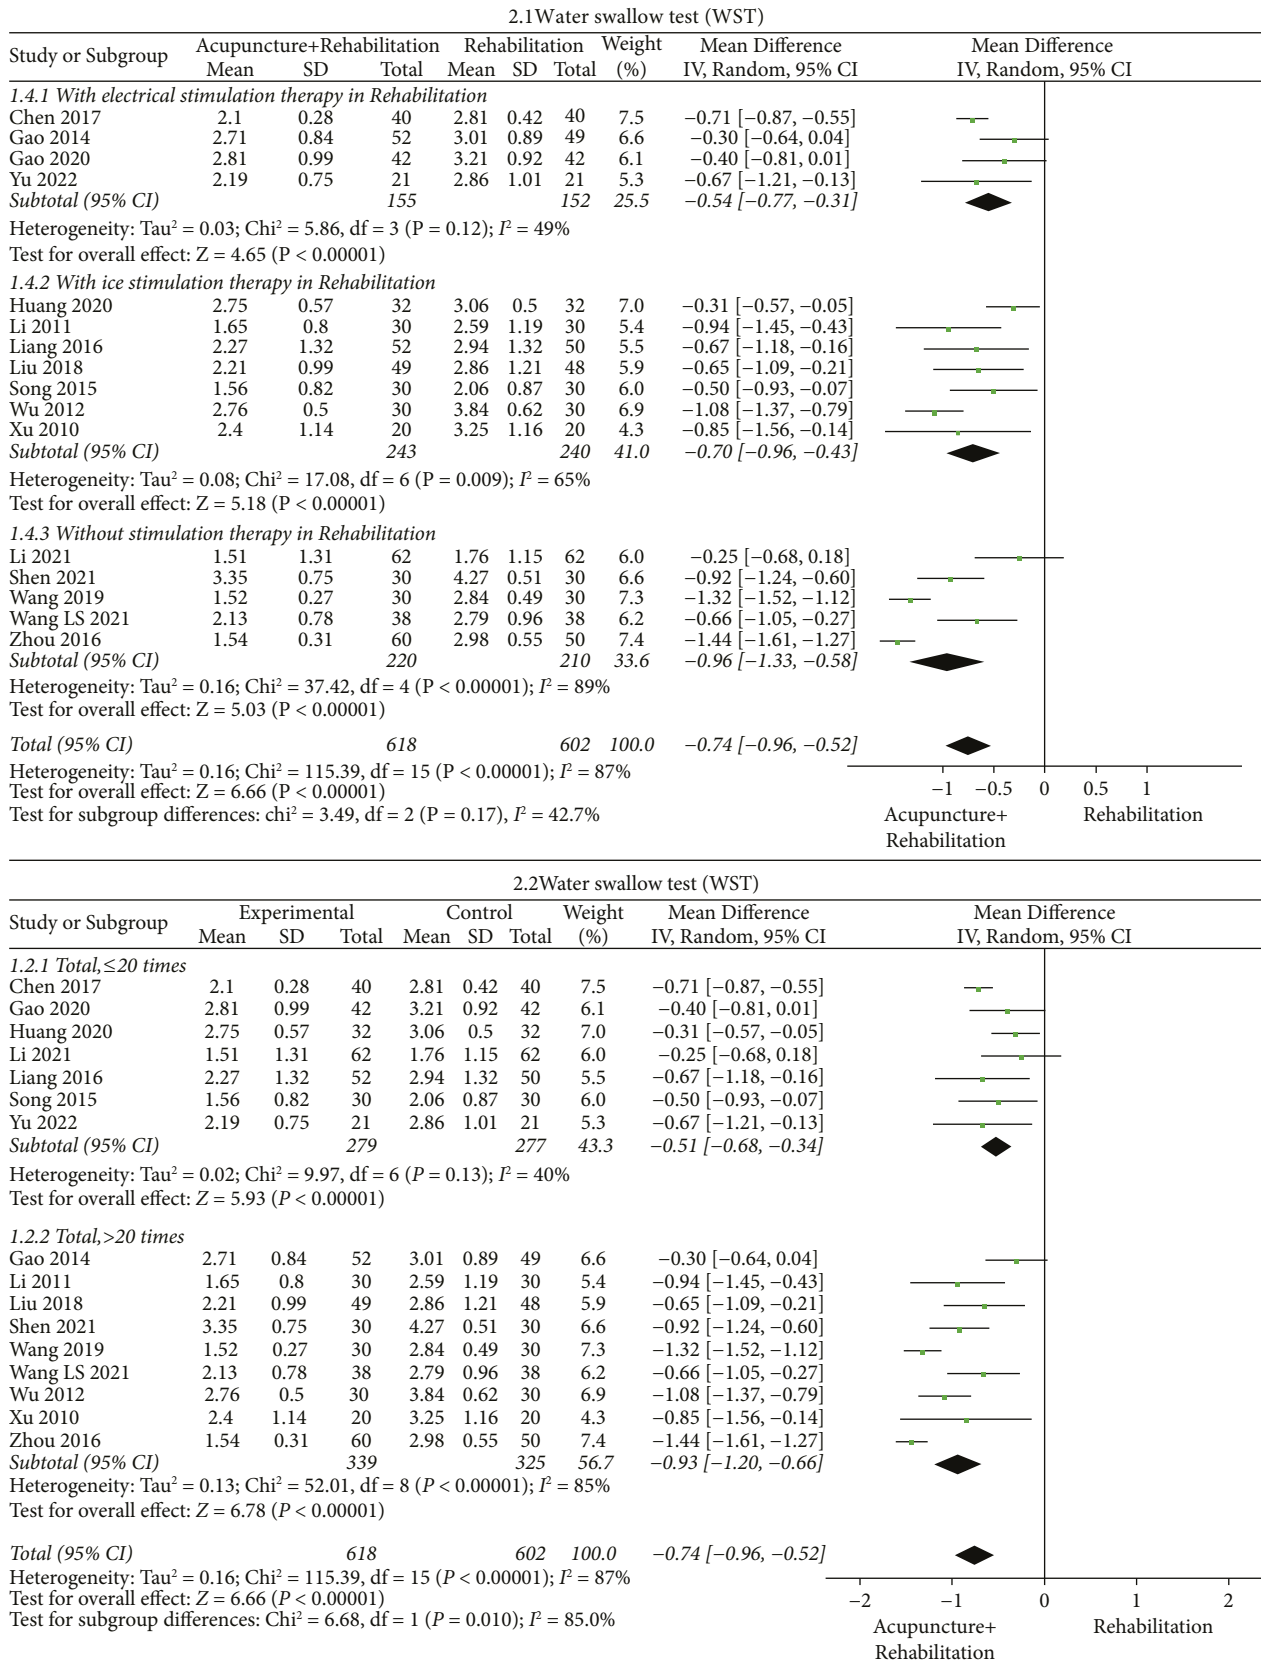 2.1Water swallow test (WST)
Study or Subgroup Acupuncture+Rehabilitation Rehabilitation Weight Mean Difference Mean Difference
Mean SD Total Mean SD Total (%) IV, Random, 95% CI IV, Random, 95% CI
1.4.1 With electrical stimulation therapy in Rehabilitation
Chen 2017 2.1 0.28 40 2.81 0.42 40 7.5 −0.71 [−0.87, −0.55]
Gao 2014 2.71 0.84 52 3.01 0.89 49 6.6 −0.30 [−0.64, 0.04]
Gao 2020 2.81 0.99 42 3.21 0.92 42 6.1 −0.40 [−0.81, 0.01]
Yu 2022 2.19 0.75 21 2.86 1.01 21 5.3 −0.67 [−1.21, −0.13]
Subtotal (95% CI) 155 152 25.5 −0.54 [−0.77, −0.31]
Heterogeneity: Tau² = 0.03; Chi² = 5.86, df = 3 (P = 0.12); I² = 49%
Test for overall effect: Z = 4.65 (P < 0.00001)
1.4.2 With ice stimulation therapy in Rehabilitation
Huang 2020 2.75 0.57 32 3.06 0.5 32 7.0 −0.31 [−0.57, −0.05]
Li 2011 1.65 0.8 30 2.59 1.19 30 5.4 −0.94 [−1.45, −0.43]
Liang 2016 2.27 1.32 52 2.94 1.32 50 5.5 −0.67 [−1.18, −0.16]
Liu 2018 2.21 0.99 49 2.86 1.21 48 5.9 −0.65 [−1.09, −0.21]
Song 2015 1.56 0.82 30 2.06 0.87 30 6.0 −0.50 [−0.93, −0.07]
Wu 2012 2.76 0.5 30 3.84 0.62 30 6.9 −1.08 [−1.37, −0.79]
Xu 2010 2.4 1.14 20 3.25 1.16 20 4.3 −0.85 [−1.56, −0.14]
Subtotal (95% CI) 243 240 41.0 −0.70 [−0.96, −0.43]
Heterogeneity: Tau² = 0.08; Chi² = 17.08, df = 6 (P = 0.009); I² = 65%
Test for overall effect: Z = 5.18 (P < 0.00001)
1.4.3 Without stimulation therapy in Rehabilitation
Li 2021 1.51 1.31 62 1.76 1.15 62 6.0 −0.25 [−0.68, 0.18]
Shen 2021 3.35 0.75 30 4.27 0.51 30 6.6 −0.92 [−1.24, −0.60]
Wang 2019 1.52 0.27 30 2.84 0.49 30 7.3 −1.32 [−1.52, −1.12]
Wang LS 2021 2.13 0.78 38 2.79 0.96 38 6.2 −0.66 [−1.05, −0.27]
Zhou 2016 1.54 0.31 60 2.98 0.55 50 7.4 −1.44 [−1.61, −1.27]
Subtotal (95% CI) 220 210 33.6 −0.96 [−1.33, −0.58]
Heterogeneity: Tau² = 0.16; Chi² = 37.42, df = 4 (P < 0.00001); I² = 89%
Test for overall effect: Z = 5.03 (P < 0.00001)
Total (95% CI) 618 602 100.0 −0.74 [−0.96, −0.52]
Heterogeneity: Tau² = 0.16; Chi² = 115.39, df = 15 (P < 0.00001); I² = 87%
Test for overall effect: Z = 6.66 (P < 0.00001)
Test for subgroup differences: chi² = 3.49, df = 2 (P = 0.17), I² = 42.7%
−1 −0.5 0 0.5 1
Acupuncture+ Rehabilitation
Rehabilitation
2.2Water swallow test (WST)
Study or Subgroup Experimental Control Weight Mean Difference Mean Difference
Mean SD Total Mean SD Total (%) IV, Random, 95% CI IV, Random, 95% CI
1.2.1 Total,≤20 times
Chen 2017 2.1 0.28 40 2.81 0.42 40 7.5 −0.71 [−0.87, −0.55]
Gao 2020 2.81 0.99 42 3.21 0.92 42 6.1 −0.40 [−0.81, 0.01]
Huang 2020 2.75 0.57 32 3.06 0.5 32 7.0 −0.31 [−0.57, −0.05]
Li 2021 1.51 1.31 62 1.76 1.15 62 6.0 −0.25 [−0.68, 0.18]
Liang 2016 2.27 1.32 52 2.94 1.32 50 5.5 −0.67 [−1.18, −0.16]
Song 2015 1.56 0.82 30 2.06 0.87 30 6.0 −0.50 [−0.93, −0.07]
Yu 2022 2.19 0.75 21 2.86 1.01 21 5.3 −0.67 [−1.21, −0.13]
Subtotal (95% CI) 279 277 43.3 −0.51 [−0.68, −0.34]
Heterogeneity: Tau² = 0.02; Chi² = 9.97, df = 6 (P = 0.13); I² = 40%
Test for overall effect: Z = 5.93 (P < 0.00001)
1.2.2 Total,>20 times
Gao 2014 2.71 0.84 52 3.01 0.89 49 6.6 −0.30 [−0.64, 0.04]
Li 2011 1.65 0.8 30 2.59 1.19 30 5.4 −0.94 [−1.45, −0.43]
Liu 2018 2.21 0.99 49 2.86 1.21 48 5.9 −0.65 [−1.09, −0.21]
Shen 2021 3.35 0.75 30 4.27 0.51 30 6.6 −0.92 [−1.24, −0.60]
Wang 2019 1.52 0.27 30 2.84 0.49 30 7.3 −1.32 [−1.52, −1.12]
Wang LS 2021 2.13 0.78 38 2.79 0.96 38 6.2 −0.66 [−1.05, −0.27]
Wu 2012 2.76 0.5 30 3.84 0.62 30 6.9 −1.08 [−1.37, −0.79]
Xu 2010 2.4 1.14 20 3.25 1.16 20 4.3 −0.85 [−1.56, −0.14]
Zhou 2016 1.54 0.31 60 2.98 0.55 50 7.4 −1.44 [−1.61, −1.27]
Subtotal (95% CI) 339 325 56.7 −0.93 [−1.20, −0.66]
Heterogeneity: Tau² = 0.13; Chi² = 52.01, df = 8 (P < 0.00001); I² = 85%
Test for overall effect: Z = 6.78 (P < 0.00001)
Total (95% CI) 618 602 100.0 −0.74 [−0.96, −0.52]
Heterogeneity: Tau² = 0.16; Chi² = 115.39, df = 15 (P < 0.00001); I² = 87%
Test for overall effect: Z = 6.66 (P < 0.00001)
Test for subgroup differences: Chi² = 6.68, df = 1 (P = 0.010); I² = 85.0%
−2 −1 0 1 2
Acupuncture+ Rehabilitation
Rehabilitation